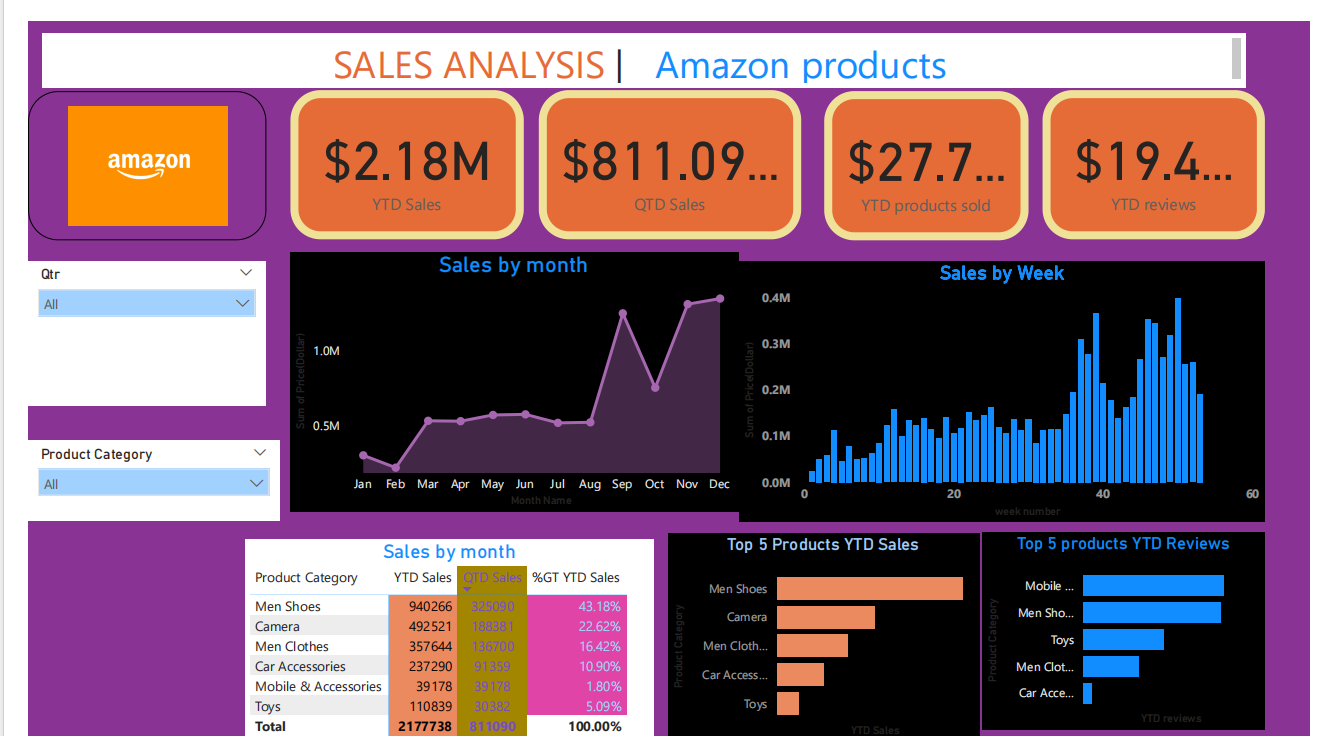 SALES ANALYSIS | Amazon products
amazon
$2.18M
YTD Sales
$811.09...
QTD Sales
$27.7...
YTD products sold
$19.4...
YTD reviews
Qtr
All
Product Category
All
Sales by month
Sum of Price(Dollar)
1.0M
0.5M
Jan Feb Mar Apr May Jun Jul Aug Sep Oct Nov Dec
Month Name
Sales by Week
Sum of Price(Dollar)
0.4M
0.3M
0.2M
0.1M
0.0M
0 20 40 60
week number
Sales by month
Product Category YTD Sales QTD Sales %GT YTD Sales
Men Shoes 940266 325090 43.18%
Camera 492521 188381 22.62%
Men Clothes 357644 136700 16.42%
Car Accessories 237290 91359 10.90%
Mobile & Accessories 39178 39178 1.80%
Toys 110839 30382 5.09%
Total 2177738 811090 100.00%
Top 5 Products YTD Sales
Product Category
Men Shoes
Camera
Men Cloth...
Car Access...
Toys
YTD Sales
Top 5 products YTD Reviews
Product Category
Mobile ...
Men Sho...
Toys
Men Clot...
Car Acce...
YTD reviews